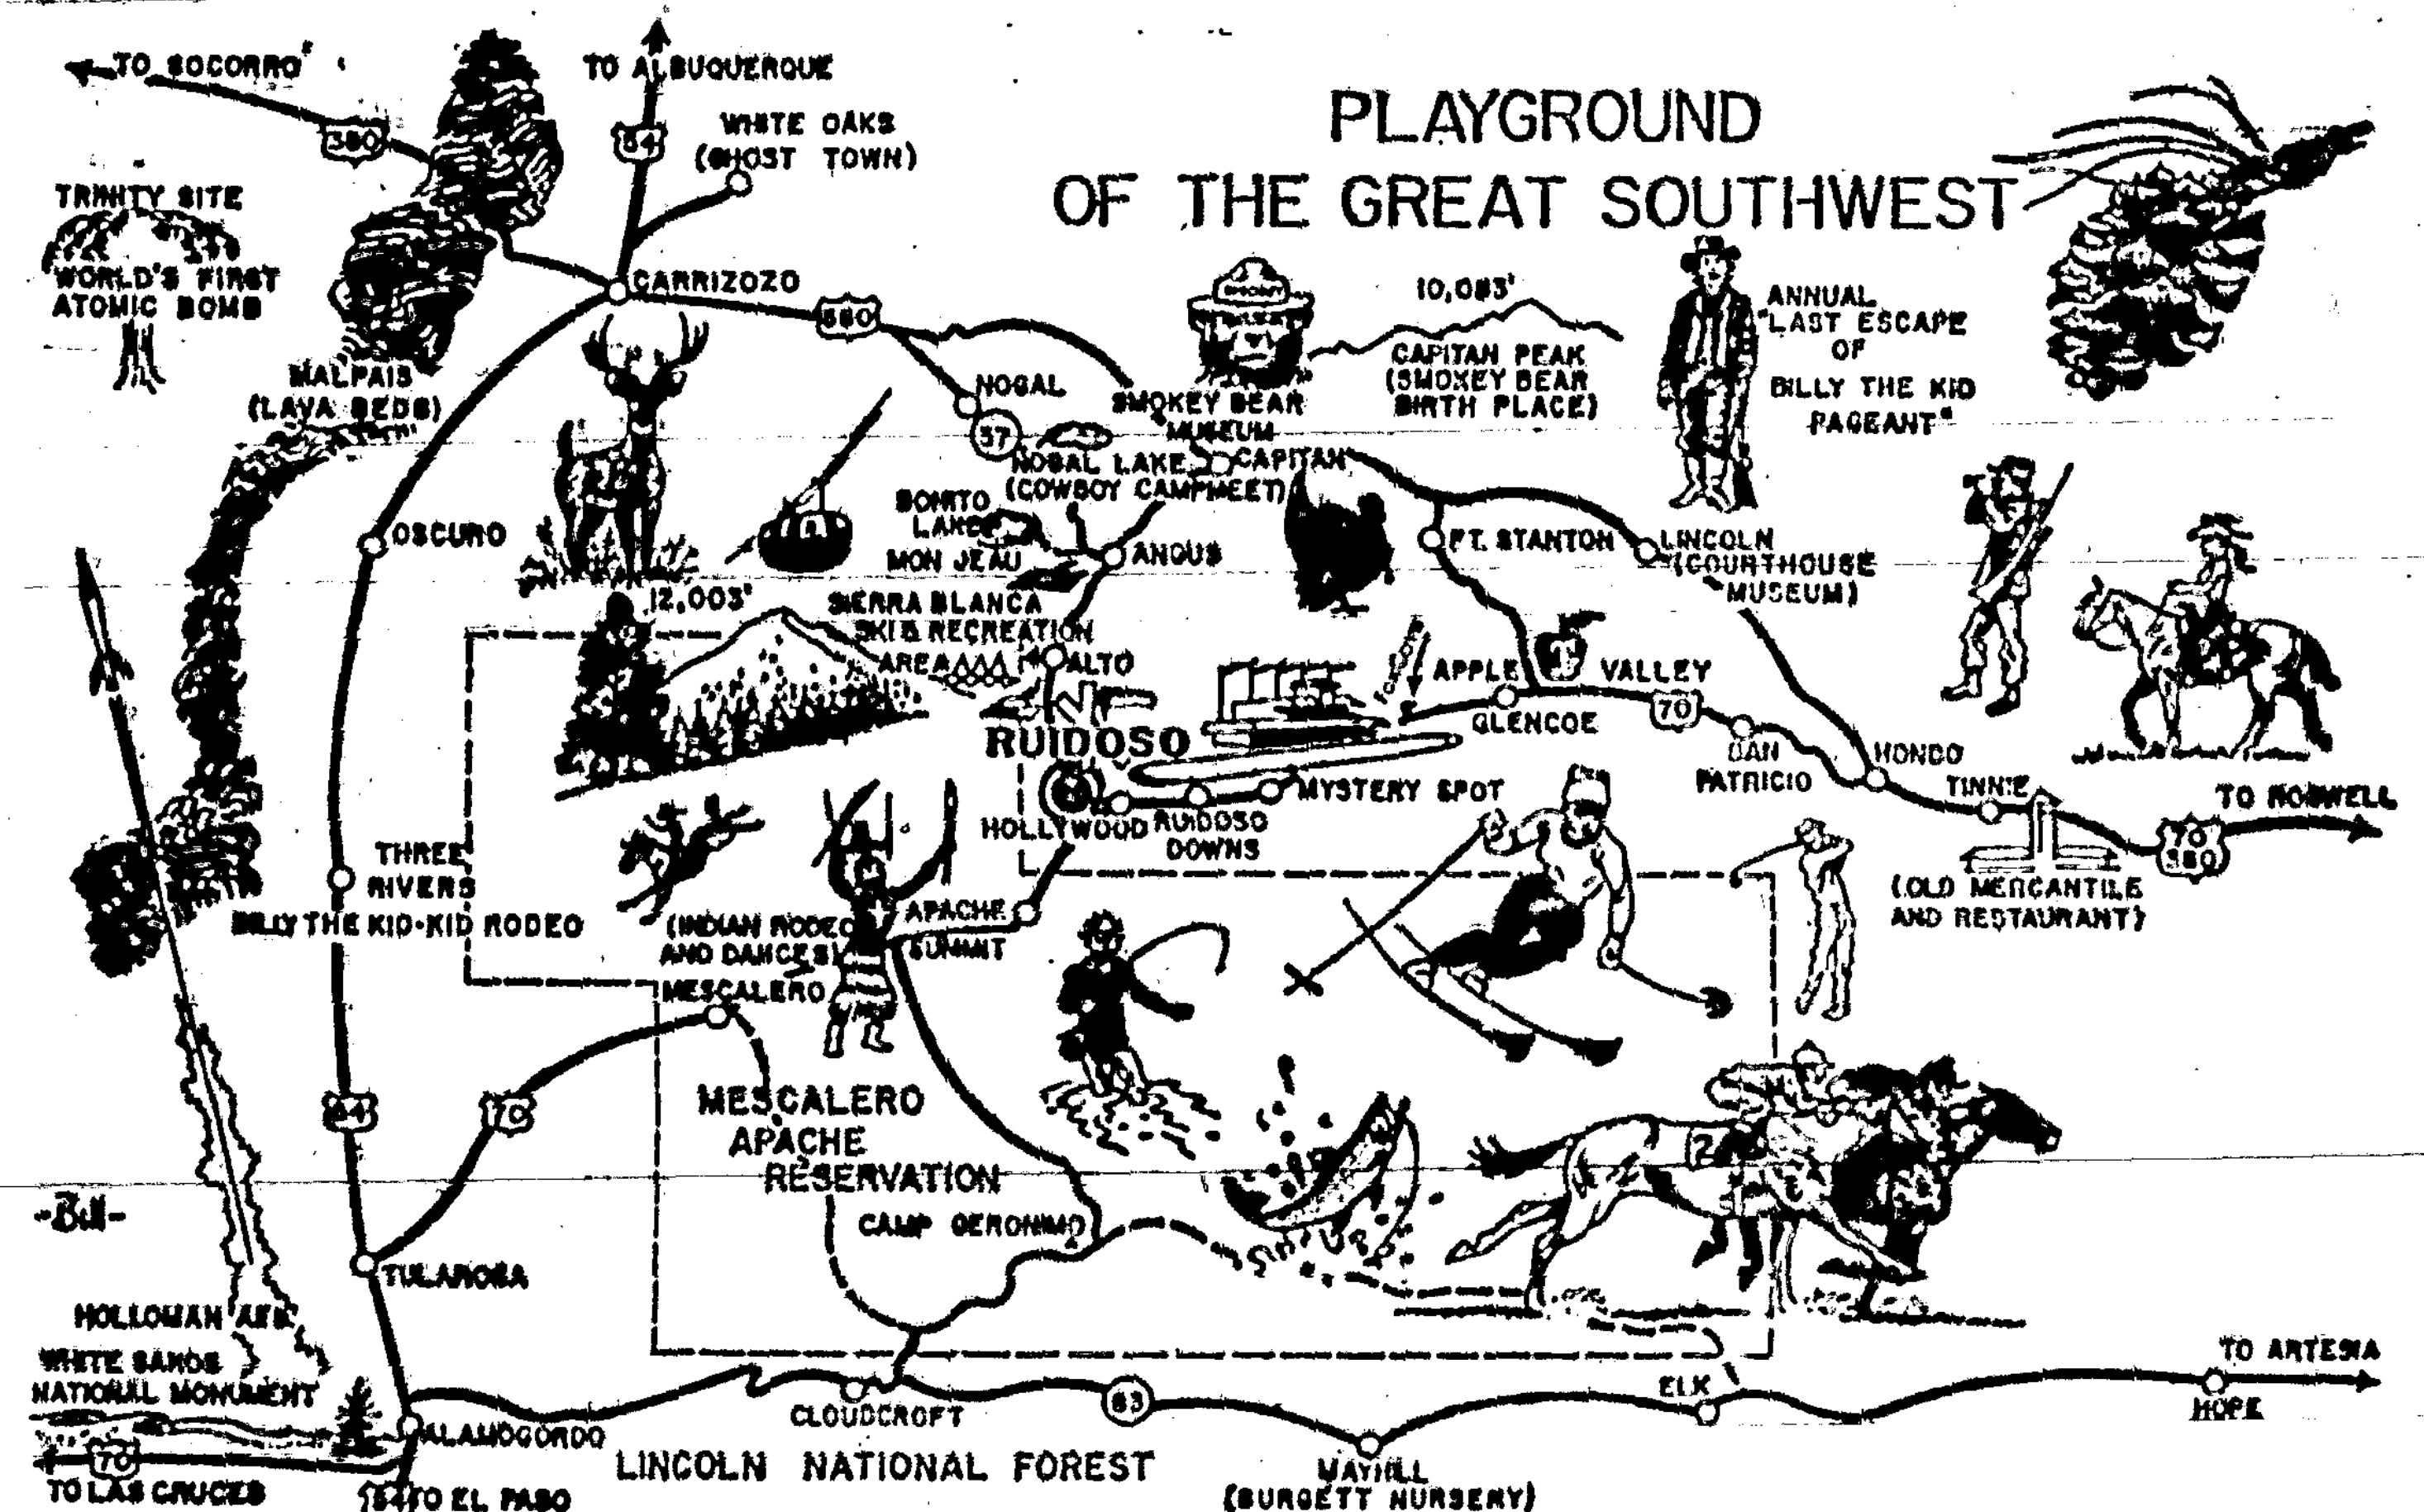 TO SOCORRO
TO ALBUQUERQUE
380
54
WHITE OAKS
(GHOST TOWN)
PLAYGROUND
OF THE GREAT SOUTHWEST
TRINITY SITE
WORLD'S FIRST
ATOMIC BOMB
CARRIZOZO
380
MALPAIS
(LAVA BEDS)
NOGAL
37
SMOKEY BEAR
MUSEUM
10,083'
CAPITAN PEAK
(SMOKEY BEAR
BIRTH PLACE)
ANNUAL
"LAST ESCAPE
OF
BILLY THE KID
PAGEANT"
NOGAL LAKE
CAPITAN
(COWBOY CAMPMEET)
BONITO
LAKE
MON JEAU
ANGUS
OSCURO
FT. STANTON
LINCOLN
(COURTHOUSE
MUSEUM)
12,003'
SIERRA BLANCA
SKI & RECREATION
AREA
ALTO
APPLE VALLEY
GLENCOE
70
RUIDOSO
SAN
PATRICIO
HONDO
TINNIE
TO ROSWELL
70
380
(OLD MERCANTILE
AND RESTAURANT)
MYSTERY SPOT
HOLLYWOOD
RUIDOSO
DOWNS
THREE
RIVERS
BILLY THE KID-KID RODEO
(INDIAN RODEO
AND DANCES)
MESCALERO
APACHE
SUMMIT
54
70
MESCALERO
APACHE
RESERVATION
CAMP GERONIMO
2
-Bill-
TULAROSA
HOLLOMAN AFB
WHITE SANDS
NATIONAL MONUMENT
ALAMOGORDO
70
TO LAS CRUCES
54 TO EL PASO
CLOUDCROFT
83
LINCOLN NATIONAL FOREST
MAYHILL
(BURGETT NURSERY)
ELK
TO ARTESIA
HOPE